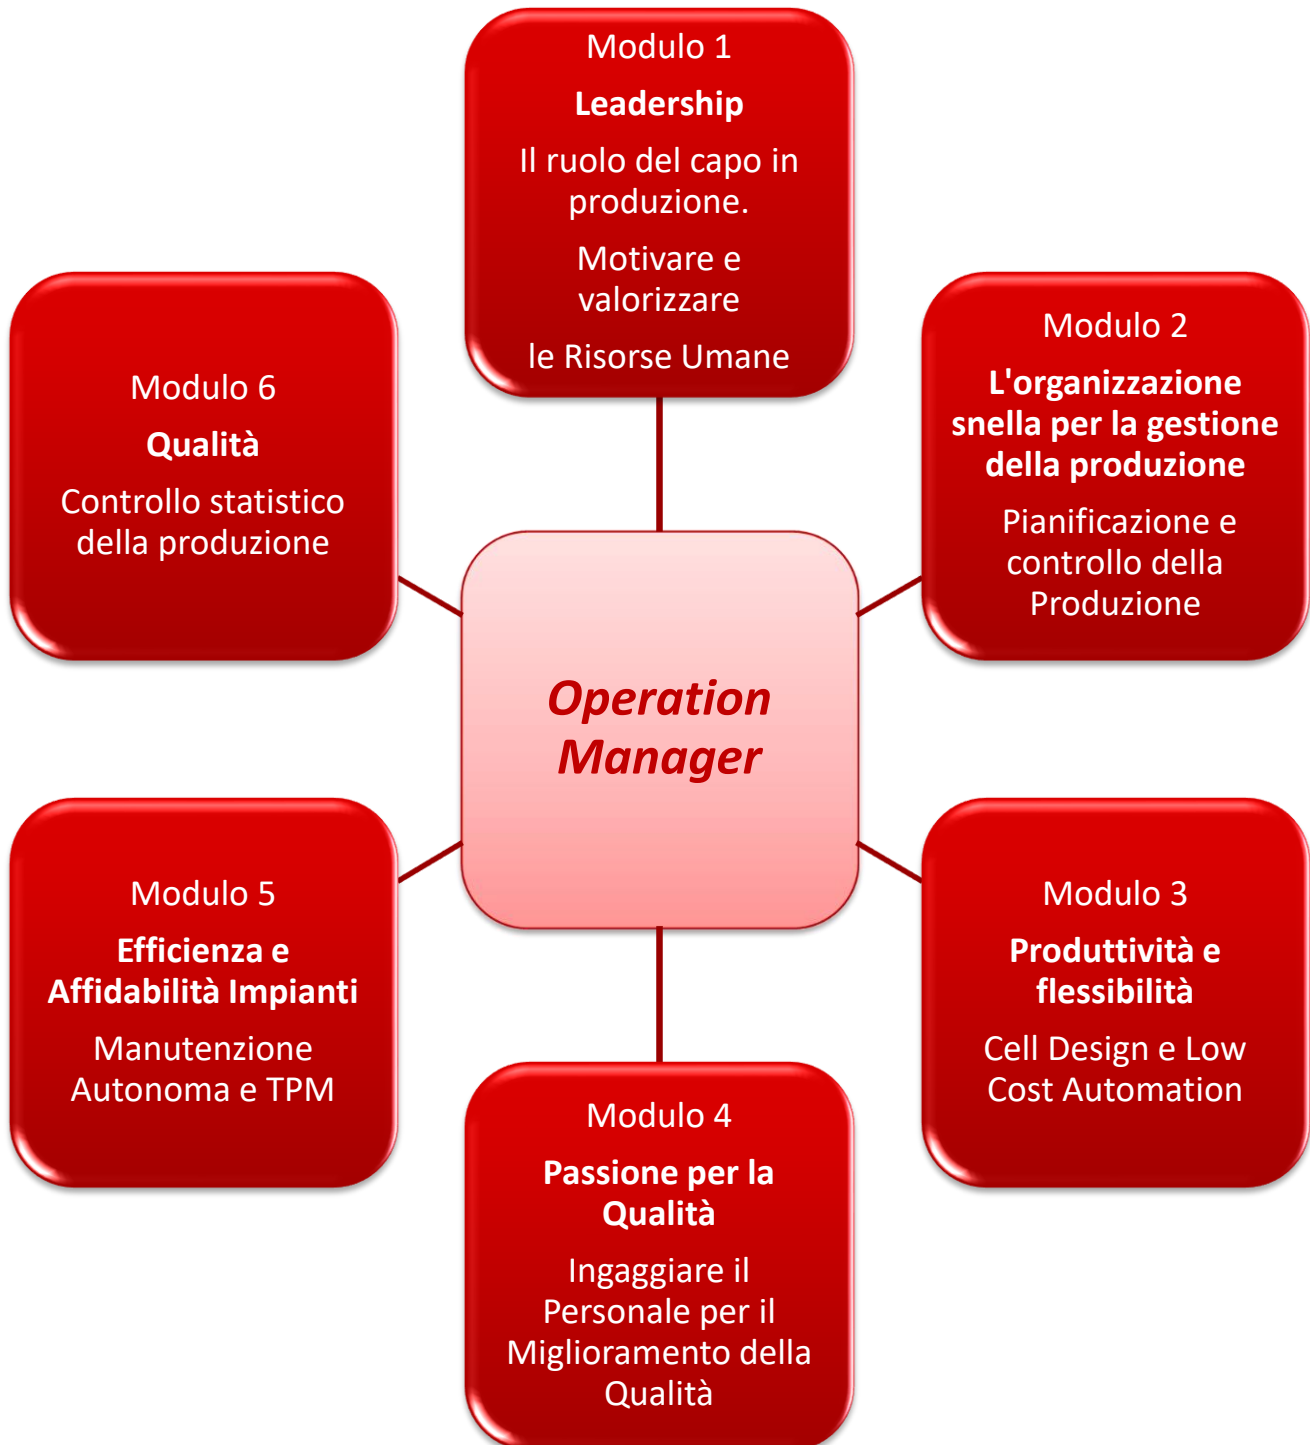 Modulo 1
Leadership
Il ruolo del capo in
produzione.
Motivare e
valorizzare
le Risorse Umane
Modulo 2
L'organizzazione
snella per la gestione
della produzione
Pianificazione e
controllo della
Produzione
Modulo 3
Produttività e
flessibilità
Cell Design e Low
Cost Automation
Modulo 4
Passione per la
Qualità
Ingaggiare il
Personale per il
Miglioramento della
Qualità
Modulo 5
Efficienza e
Affidabilità Impianti
Manutenzione
Autonoma e TPM
Modulo 6
Qualità
Controllo statistico
della produzione
Operation
Manager